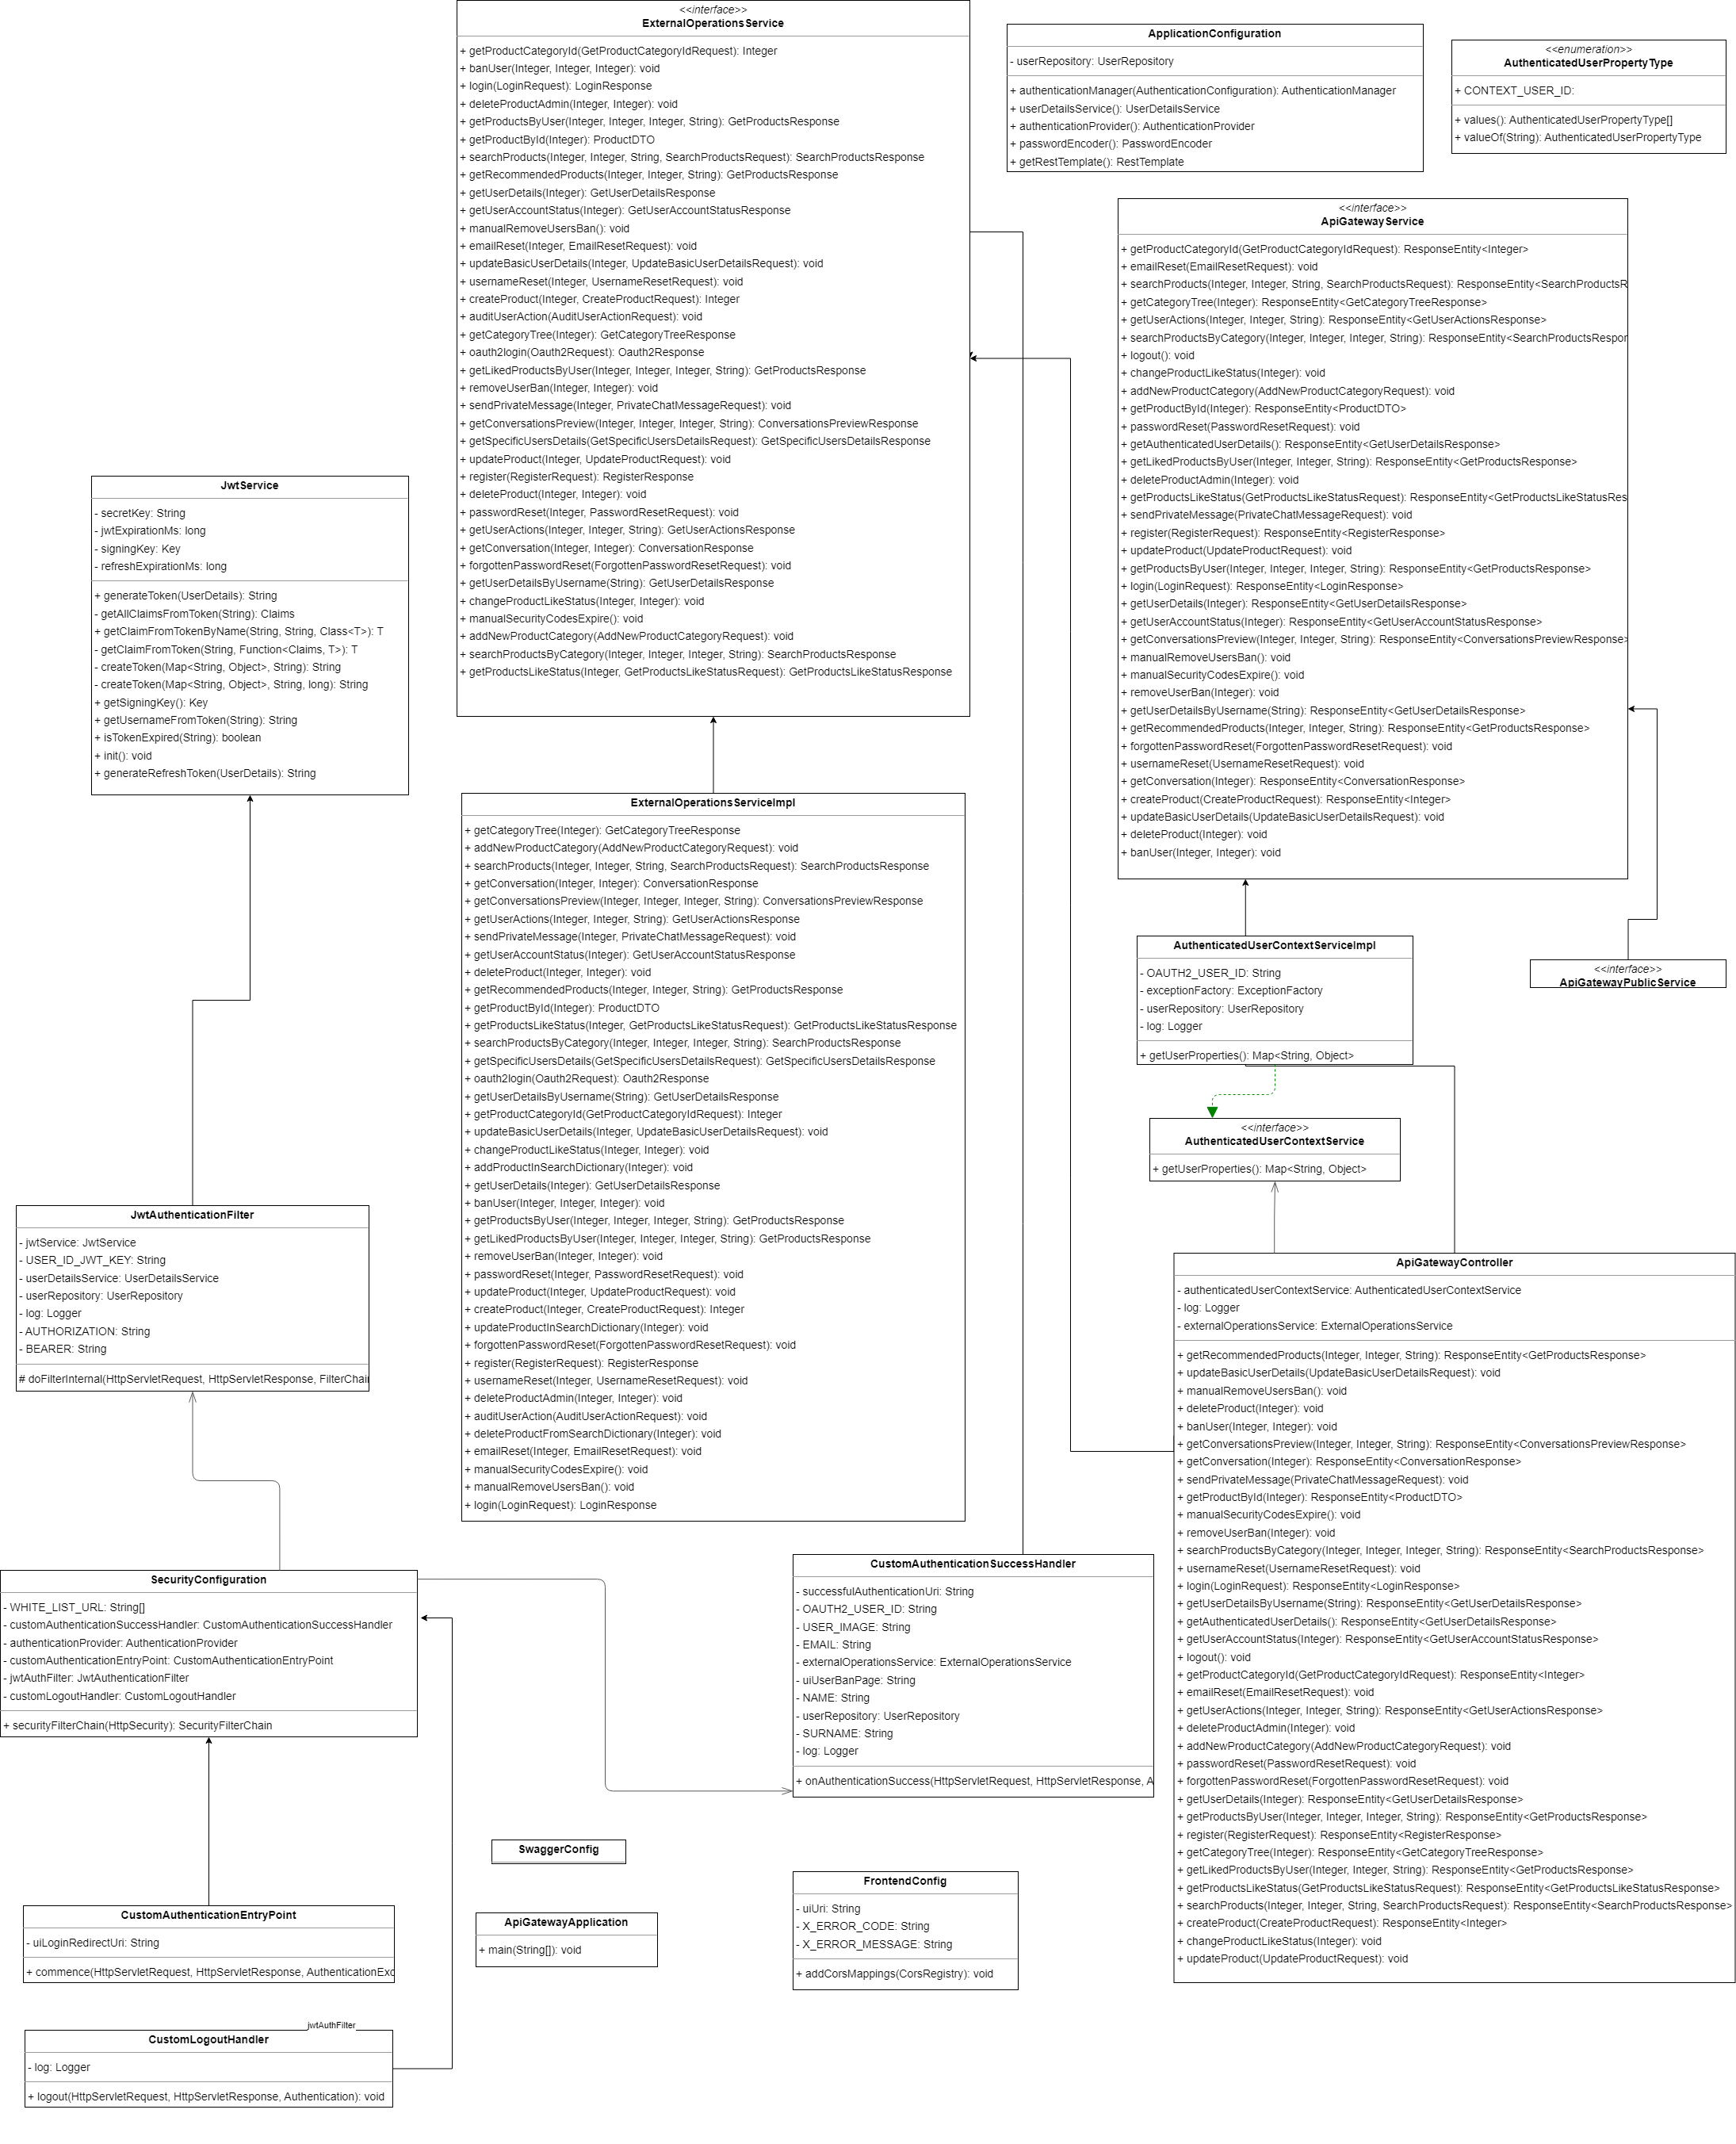 <<interface>>
ExternalOperationsService
+ getProductCategoryId(GetProductCategoryIdRequest): Integer
+ banUser(Integer, Integer, Integer): void
+ login(LoginRequest): LoginResponse
+ deleteProductAdmin(Integer, Integer): void
+ getProductsByUser(Integer, Integer, Integer, String): GetProductsResponse
+ getProductById(Integer): ProductDTO
+ searchProducts(Integer, Integer, String, SearchProductsRequest): SearchProductsResponse
+ getRecommendedProducts(Integer, Integer, String): GetProductsResponse
+ getUserDetails(Integer): GetUserDetailsResponse
+ getUserAccountStatus(Integer): GetUserAccountStatusResponse
+ manualRemoveUsersBan(): void
+ emailReset(Integer, EmailResetRequest): void
+ updateBasicUserDetails(Integer, UpdateBasicUserDetailsRequest): void
+ usernameReset(Integer, UsernameResetRequest): void
+ createProduct(Integer, CreateProductRequest): Integer
+ auditUserAction(AuditUserActionRequest): void
+ getCategoryTree(Integer): GetCategoryTreeResponse
+ oauth2login(Oauth2Request): Oauth2Response
+ getLikedProductsByUser(Integer, Integer, Integer, String): GetProductsResponse
+ removeUserBan(Integer, Integer): void
+ sendPrivateMessage(Integer, PrivateChatMessageRequest): void
+ getConversationsPreview(Integer, Integer, Integer, String): ConversationsPreviewResponse
+ getSpecificUsersDetails(GetSpecificUsersDetailsRequest): GetSpecificUsersDetailsResponse
+ updateProduct(Integer, UpdateProductRequest): void
+ register(RegisterRequest): RegisterResponse
+ deleteProduct(Integer, Integer): void
+ passwordReset(Integer, PasswordResetRequest): void
+ getUserActions(Integer, Integer, String): GetUserActionsResponse
+ getConversation(Integer, Integer): ConversationResponse
+ forgottenPasswordReset(ForgottenPasswordResetRequest): void
+ getUserDetailsByUsername(String): GetUserDetailsResponse
+ changeProductLikeStatus(Integer, Integer): void
+ manualSecurityCodesExpire(): void
+ addNewProductCategory(AddNewProductCategoryRequest): void
+ searchProductsByCategory(Integer, Integer, Integer, String): SearchProductsResponse
+ getProductsLikeStatus(Integer, GetProductsLikeStatusRequest): GetProductsLikeStatusResponse
ApplicationConfiguration
- userRepository: UserRepository
+ authenticationManager(AuthenticationConfiguration): AuthenticationManager
+ userDetailsService(): UserDetailsService
+ authenticationProvider(): AuthenticationProvider
+ passwordEncoder(): PasswordEncoder
+ getRestTemplate(): RestTemplate
<<enumeration>>
AuthenticatedUserPropertyType
+ CONTEXT_USER_ID:
+ values(): AuthenticatedUserPropertyType[]
+ valueOf(String): AuthenticatedUserPropertyType
<<interface>>
ApiGatewayService
+ getProductCategoryId(GetProductCategoryIdRequest): ResponseEntity<Integer>
+ emailReset(EmailResetRequest): void
+ searchProducts(Integer, Integer, String, SearchProductsRequest): ResponseEntity<SearchProductsR
+ getCategoryTree(Integer): ResponseEntity<GetCategoryTreeResponse>
+ getUserActions(Integer, Integer, String): ResponseEntity<GetUserActionsResponse>
+ searchProductsByCategory(Integer, Integer, Integer, String): ResponseEntity<SearchProductsRespor
+ logout(): void
+ changeProductLikeStatus(Integer): void
+ addNewProductCategory(AddNewProductCategoryRequest): void
+ getProductById(Integer): ResponseEntity<ProductDTO>
+ passwordReset(PasswordResetRequest): void
+ getAuthenticatedUserDetails(): ResponseEntity<GetUserDetailsResponse>
+ getLikedProductsByUser(Integer, Integer, String): ResponseEntity<GetProductsResponse>
+ deleteProductAdmin(Integer): void
+ getProductsLikeStatus(GetProductsLikeStatusRequest): ResponseEntity<GetProductsLikeStatusRes
+ sendPrivateMessage(PrivateChatMessageRequest): void
+ register(RegisterRequest): ResponseEntity<RegisterResponse>
+ updateProduct(UpdateProductRequest): void
+ getProductsByUser(Integer, Integer, Integer, String): ResponseEntity<GetProductsResponse>
+ login(LoginRequest): ResponseEntity<LoginResponse>
+ getUserDetails(Integer): ResponseEntity<GetUserDetailsResponse>
+ getUserAccountStatus(Integer): ResponseEntity<GetUserAccountStatusResponse>
+ getConversationsPreview(Integer, Integer, String): ResponseEntity<ConversationsPreviewResponse>
+ manualRemoveUsersBan(): void
+ manualSecurityCodesExpire(): void
+ removeUserBan(Integer): void
+ getUserDetailsByUsername(String): ResponseEntity<GetUserDetailsResponse>
+ getRecommendedProducts(Integer, Integer, String): ResponseEntity<GetProductsResponse>
+ forgottenPasswordReset(ForgottenPasswordResetRequest): void
+ usernameReset(UsernameResetRequest): void
+ getConversation(Integer): ResponseEntity<ConversationResponse>
+ createProduct(CreateProductRequest): ResponseEntity<Integer>
+ updateBasicUserDetails(UpdateBasicUserDetailsRequest): void
+ deleteProduct(Integer): void
+ banUser(Integer, Integer): void
JwtService
- secretKey: String
- jwtExpirationMs: long
- signingKey: Key
- refreshExpirationMs: long
+ generateToken(UserDetails): String
- getAllClaimsFromToken(String): Claims
+ getClaimFromTokenByName(String, String, Class<T>): T
- getClaimFromToken(String, Function<Claims, T>): T
- createToken(Map<String, Object>, String): String
- createToken(Map<String, Object>, String, long): String
+ getSigningKey(): Key
+ getUsernameFromToken(String): String
+ isTokenExpired(String): boolean
+ init(): void
+ generateRefreshToken(UserDetails): String
ExternalOperationsServiceImpl
+ getCategoryTree(Integer): GetCategoryTreeResponse
+ addNewProductCategory(AddNewProductCategoryRequest): void
+ searchProducts(Integer, Integer, String, SearchProductsRequest): SearchProductsResponse
+ getConversation(Integer, Integer): ConversationResponse
+ getConversationsPreview(Integer, Integer, Integer, String): ConversationsPreviewResponse
+ getUserActions(Integer, Integer, String): GetUserActionsResponse
+ sendPrivateMessage(Integer, PrivateChatMessageRequest): void
+ getUserAccountStatus(Integer): GetUserAccountStatusResponse
+ deleteProduct(Integer, Integer): void
+ getRecommendedProducts(Integer, Integer, String): GetProductsResponse
+ getProductById(Integer): ProductDTO
+ getProductsLikeStatus(Integer, GetProductsLikeStatusRequest): GetProductsLikeStatusResponse
+ searchProductsByCategory(Integer, Integer, Integer, String): SearchProductsResponse
+ getSpecificUsersDetails(GetSpecificUsersDetailsRequest): GetSpecificUsersDetailsResponse
+ oauth2login(Oauth2Request): Oauth2Response
+ getUserDetailsByUsername(String): GetUserDetailsResponse
+ getProductCategoryId(GetProductCategoryIdRequest): Integer
+ updateBasicUserDetails(Integer, UpdateBasicUserDetailsRequest): void
+ changeProductLikeStatus(Integer, Integer): void
+ addProductInSearchDictionary(Integer): void
+ getUserDetails(Integer): GetUserDetailsResponse
+ banUser(Integer, Integer, Integer): void
+ getProductsByUser(Integer, Integer, Integer, String): GetProductsResponse
+ getLikedProductsByUser(Integer, Integer, Integer, String): GetProductsResponse
+ removeUserBan(Integer, Integer): void
+ passwordReset(Integer, PasswordResetRequest): void
+ updateProduct(Integer, UpdateProductRequest): void
+ createProduct(Integer, CreateProductRequest): Integer
+ updateProductInSearchDictionary(Integer): void
+ forgottenPasswordReset(ForgottenPasswordResetRequest): void
+ register(RegisterRequest): RegisterResponse
+ usernameReset(Integer, UsernameResetRequest): void
+ deleteProductAdmin(Integer, Integer): void
+ auditUserAction(AuditUserActionRequest): void
+ deleteProductFromSearchDictionary(Integer): void
+ emailReset(Integer, EmailResetRequest): void
+ manualSecurityCodesExpire(): void
+ manualRemoveUsersBan(): void
+ login(LoginRequest): LoginResponse
AuthenticatedUserContextServiceImpl
- OAUTH2_USER_ID: String
- exceptionFactory: ExceptionFactory
- userRepository: UserRepository
- log: Logger
+ getUserProperties(): Map<String, Object>
<<interface>>
ApiGatewayPublicService
<<interface>>
AuthenticatedUserContextService
+ getUserProperties(): Map<String, Object>
JwtAuthenticationFilter
- jwtService: JwtService
- USER_ID_JWT_KEY: String
- userDetailsService: UserDetailsService
- userRepository: UserRepository
- log: Logger
- AUTHORIZATION: String
- BEARER: String
# doFilterInternal(HttpServletRequest, HttpServletResponse, FilterChai
ApiGatewayController
- authenticatedUserContextService: AuthenticatedUserContextService
- log: Logger
- externalOperationsService: ExternalOperationsService
+ getRecommendedProducts(Integer, Integer, String): ResponseEntity<GetProductsResponse>
+ updateBasicUserDetails(UpdateBasicUserDetailsRequest): void
+ manualRemoveUsersBan(): void
+ deleteProduct(Integer): void
+ banUser(Integer, Integer): void
+ getConversationsPreview(Integer, Integer, String): ResponseEntity<ConversationsPreviewResponse>
+ getConversation(Integer): ResponseEntity<ConversationResponse>
+ sendPrivateMessage(PrivateChatMessageRequest): void
+ getProductById(Integer): ResponseEntity<ProductDTO>
+ manualSecurityCodesExpire(): void
+ removeUserBan(Integer): void
+ searchProductsByCategory(Integer, Integer, Integer, String): ResponseEntity<SearchProductsResponse>
+ usernameReset(UsernameResetRequest): void
+ login(LoginRequest): ResponseEntity<LoginResponse>
+ getUserDetailsByUsername(String): ResponseEntity<GetUserDetailsResponse>
+ getAuthenticatedUserDetails(): ResponseEntity<GetUserDetailsResponse>
+ getUserAccountStatus(Integer): ResponseEntity<GetUserAccountStatusResponse>
+ logout(): void
+ getProductCategoryId(GetProductCategoryIdRequest): ResponseEntity<Integer>
+ emailReset(EmailResetRequest): void
+ getUserActions(Integer, Integer, String): ResponseEntity<GetUserActionsResponse>
+ deleteProductAdmin(Integer): void
+ addNewProductCategory(AddNewProductCategoryRequest): void
+ passwordReset(PasswordResetRequest): void
+ forgottenPasswordReset(ForgottenPasswordResetRequest): void
+ getUserDetails(Integer): ResponseEntity<GetUserDetailsResponse>
+ getProductsByUser(Integer, Integer, Integer, String): ResponseEntity<GetProductsResponse>
+ register(RegisterRequest): ResponseEntity<RegisterResponse>
+ getCategoryTree(Integer): ResponseEntity<GetCategoryTreeResponse>
+ getLikedProductsByUser(Integer, Integer, String): ResponseEntity<GetProductsResponse>
+ getProductsLikeStatus(GetProductsLikeStatusRequest): ResponseEntity<GetProductsLikeStatusResponse>
+ searchProducts(Integer, Integer, String, SearchProductsRequest): ResponseEntity<SearchProductsResponse>
+ createProduct(CreateProductRequest): ResponseEntity<Integer>
+ changeProductLikeStatus(Integer): void
+ updateProduct(UpdateProductRequest): void
SecurityConfiguration
- WHITE_LIST_URL: String[]
- customAuthenticationSuccessHandler: CustomAuthenticationSuccessHandler
- authenticationProvider: AuthenticationProvider
- customAuthenticationEntryPoint: CustomAuthenticationEntryPoint
- jwtAuthFilter: JwtAuthenticationFilter
- customLogoutHandler: CustomLogoutHandler
+ securityFilterChain(HttpSecurity): SecurityFilterChain
CustomAuthenticationSuccessHandler
- successfulAuthenticationUri: String
- OAUTH2_USER_ID: String
- USER_IMAGE: String
- EMAIL: String
- externalOperationsService: ExternalOperationsService
- uiUserBanPage: String
- NAME: String
- userRepository: UserRepository
- SURNAME: String
- log: Logger
+ onAuthenticationSuccess(HttpServletRequest, HttpServletResponse, A
SwaggerConfig
FrontendConfig
- uiUri: String
- X_ERROR_CODE: String
- X_ERROR_MESSAGE: String
+ addCorsMappings(CorsRegistry): void
CustomAuthenticationEntryPoint
- uiLoginRedirectUri: String
+ commence(HttpServletRequest, HttpServletResponse, AuthenticationExc
ApiGatewayApplication
+ main(String[]): void
jwtAuthFilter
CustomLogoutHandler
- log: Logger
+ logout(HttpServletRequest, HttpServletResponse, Authentication): void